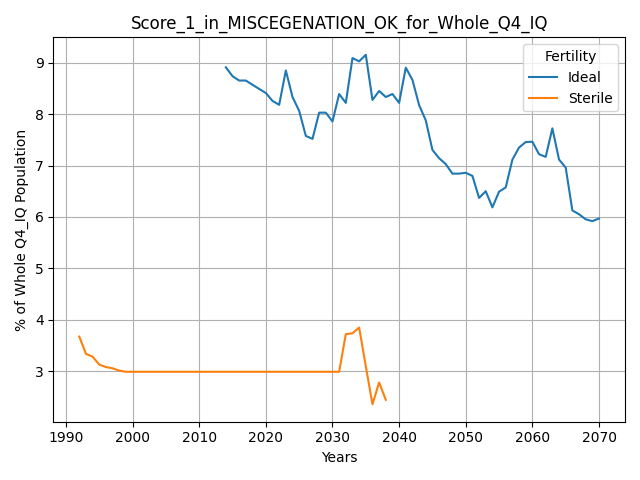 Score_1_in_MISCEGENATION_OK_for_Whole_Q4_IQ
Fertility
Ideal
Sterile
% of Whole Q4_IQ Population
9
8
7
6
5
4
3
1990 2000 2010 2020 2030 2040 2050 2060 2070
Years